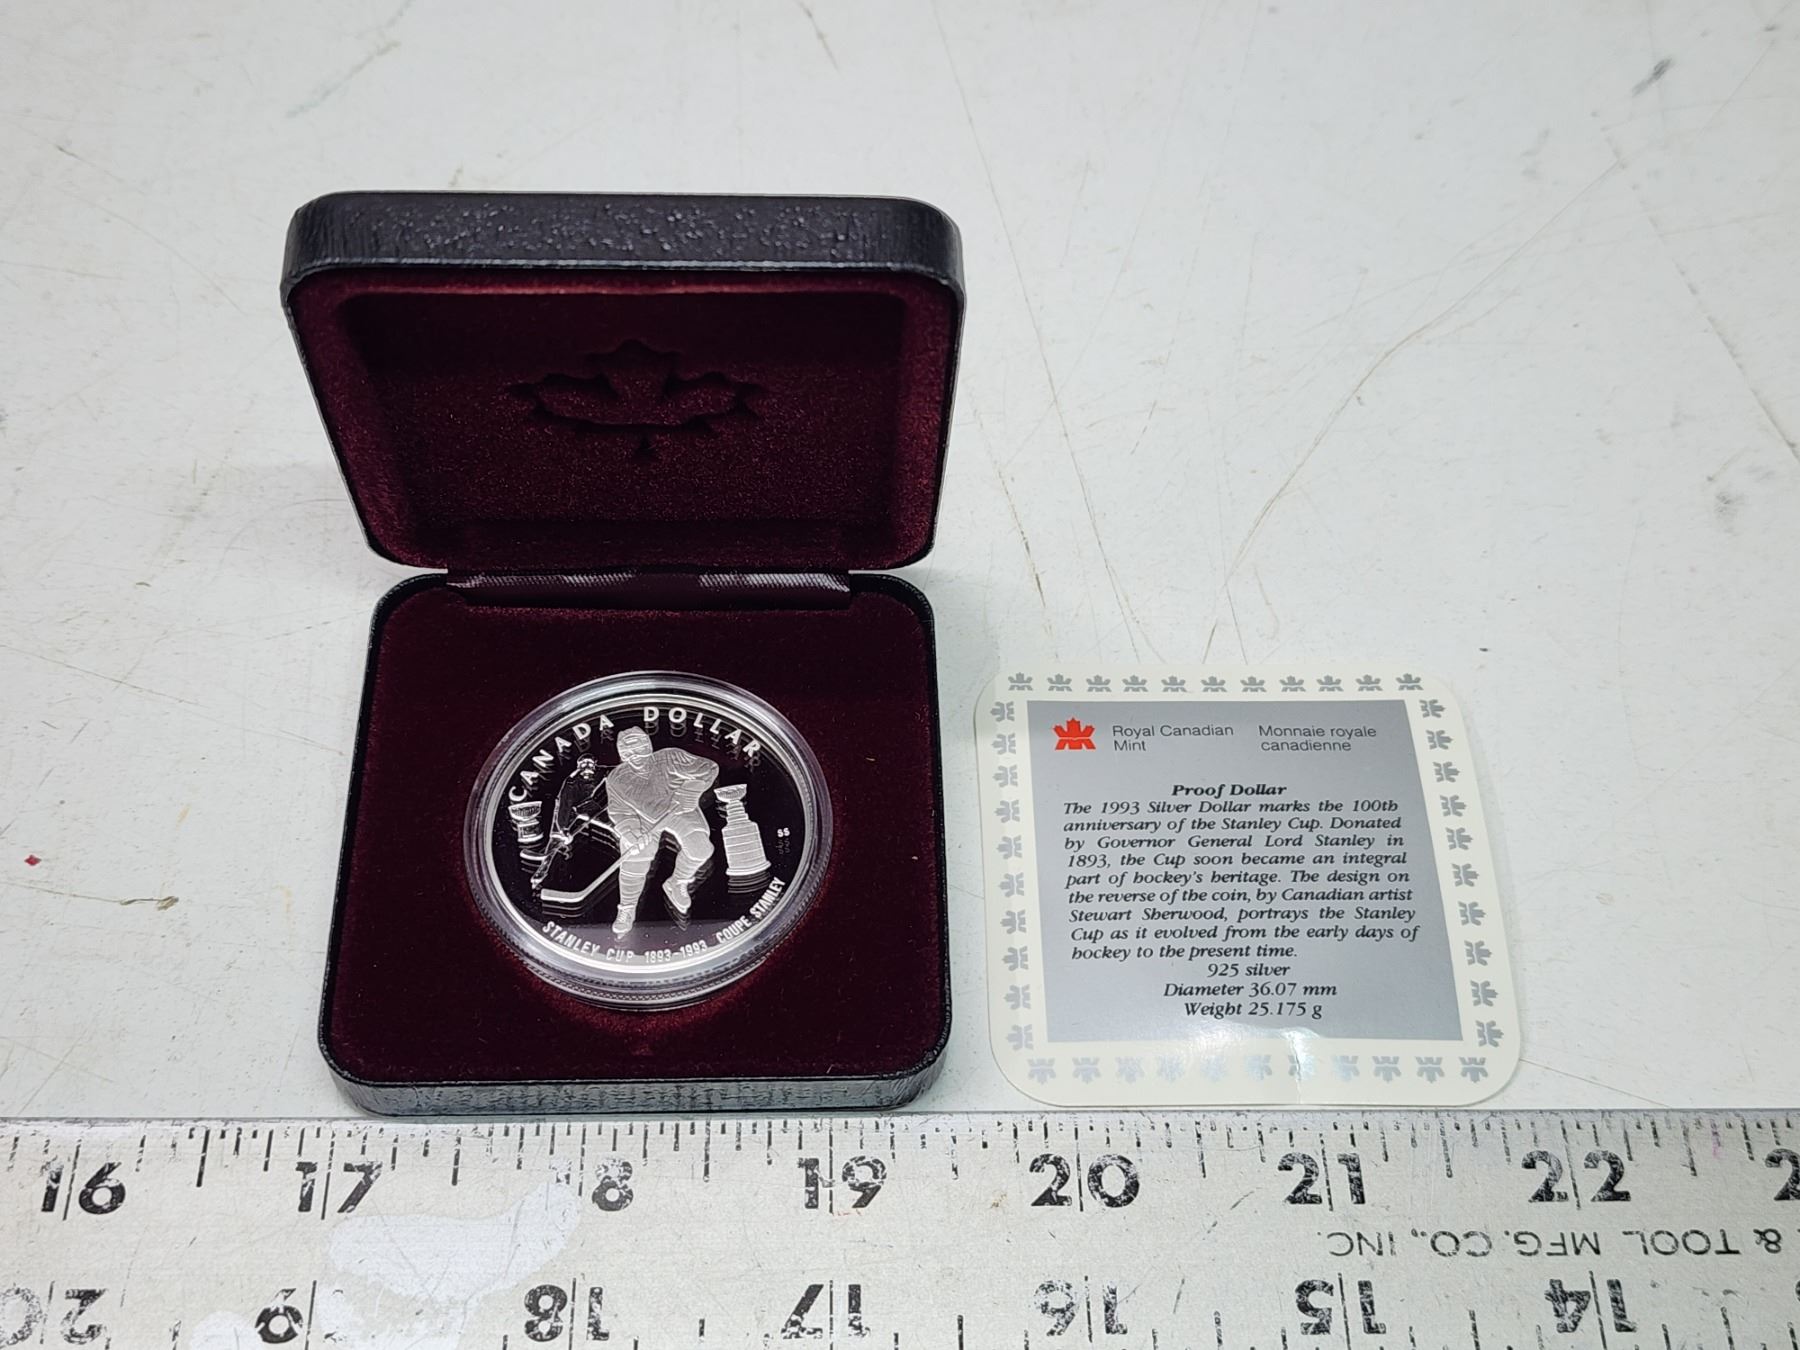 CANADA DOLLAR
SS
STANLEY CUP 1893-1993 COUPE STANLEY
Royal Canadian
Mint
Monnaie royale
canadienne
Proof Dollar
The 1993 Silver Dollar marks the 100th
anniversary of the Stanley Cup. Donated
by Governor General Lord Stanley in
1893, the Cup soon became an integral
part of hockey's heritage. The design on
the reverse of the coin, by Canadian artist
Stewart Sherwood, portrays the Stanley
Cup as it evolved from the early days of
hockey to the present time.
925 silver
Diameter 36.07 mm
Weight 25.175 g
16 17 18 19 20 21 22
& TOOL MFG. CO., INC.
20 19 18 17 16 15 14